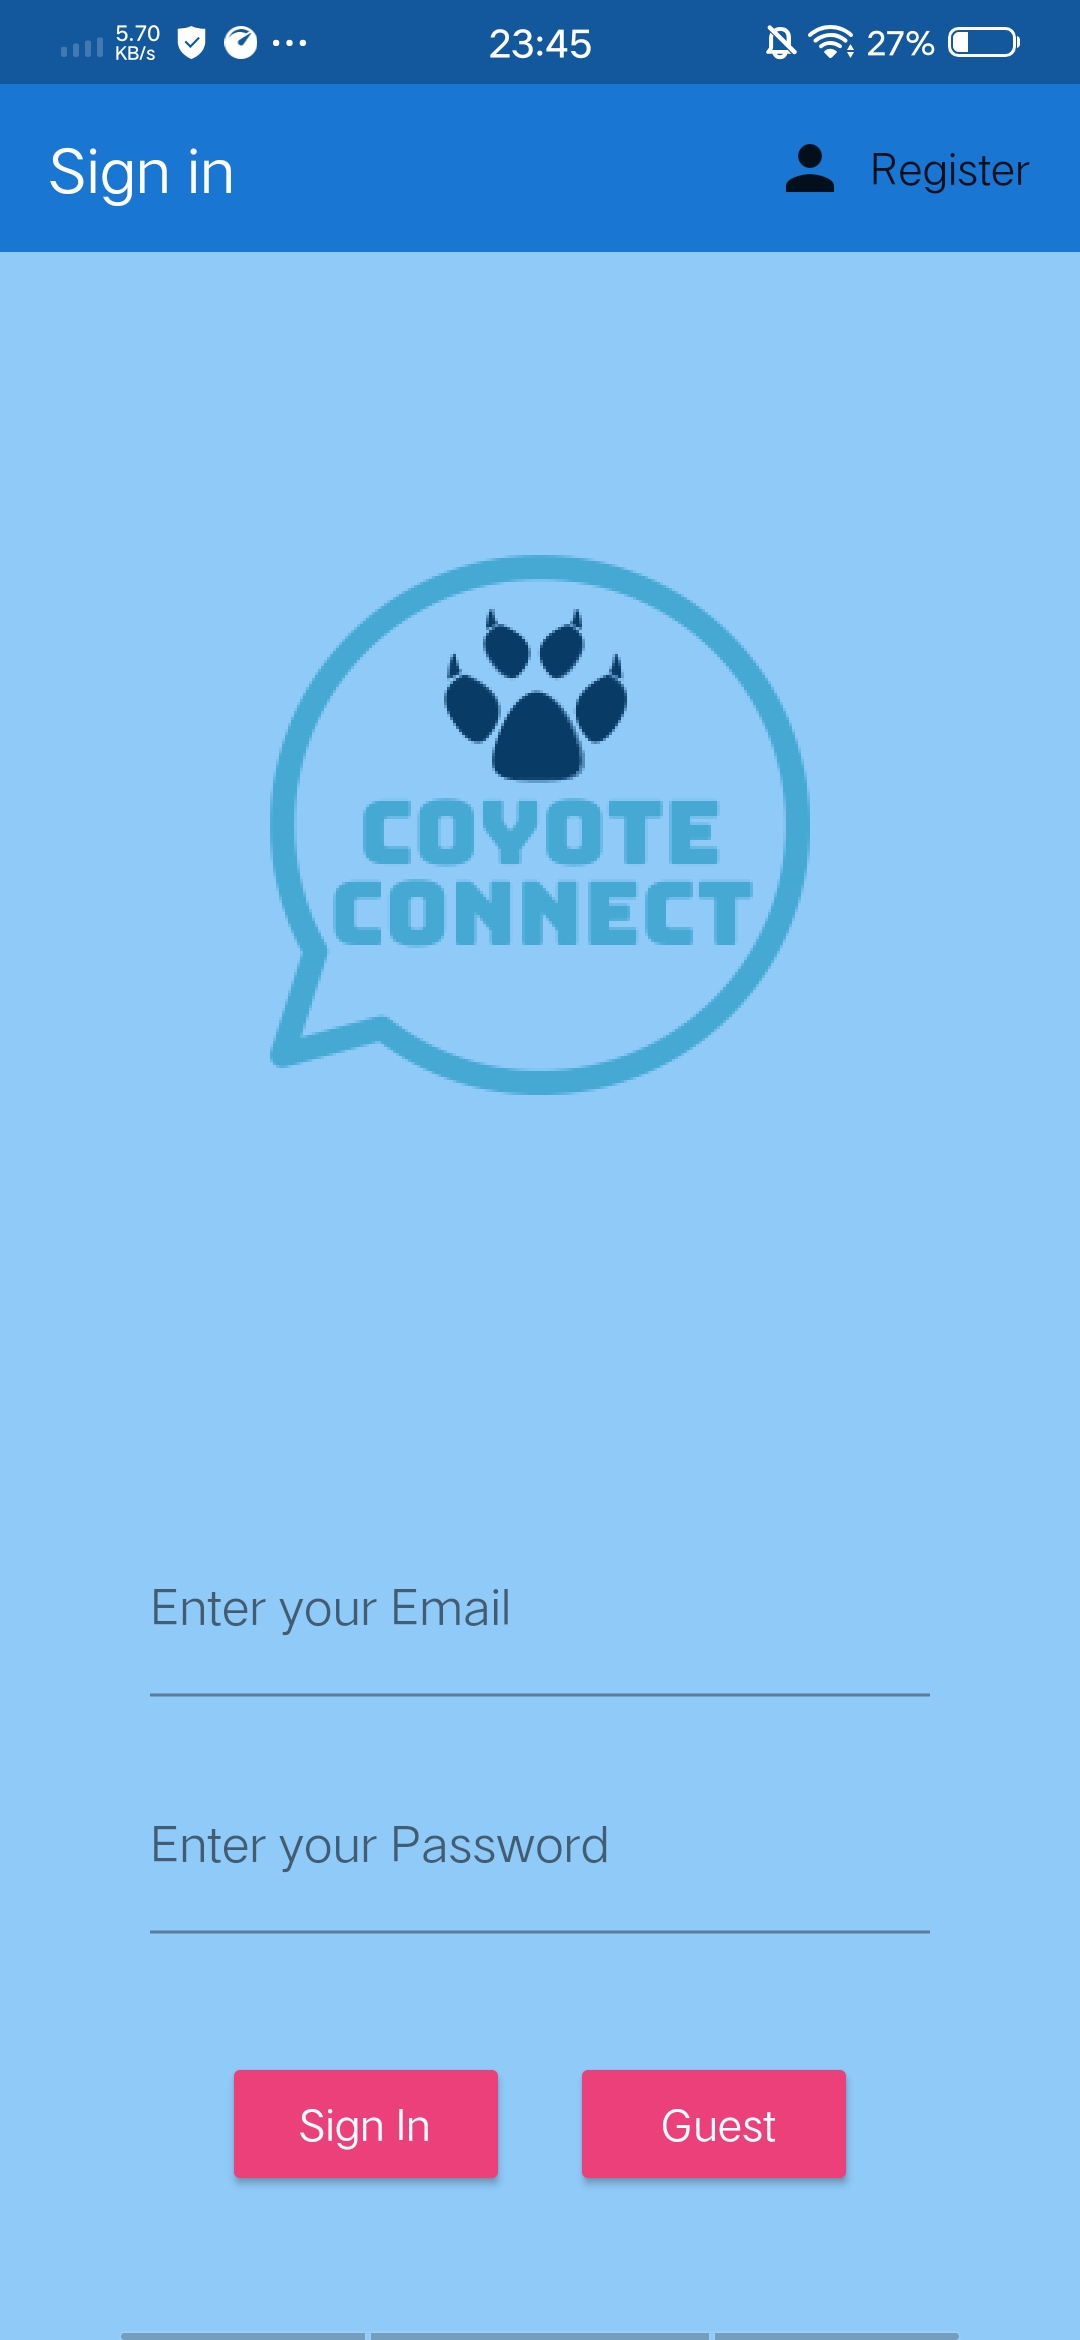 5.70
KB/s
23:45
27%
Sign in
Register
COYOTE
CONNECT
Enter your Email
Enter your Password
Sign In
Guest